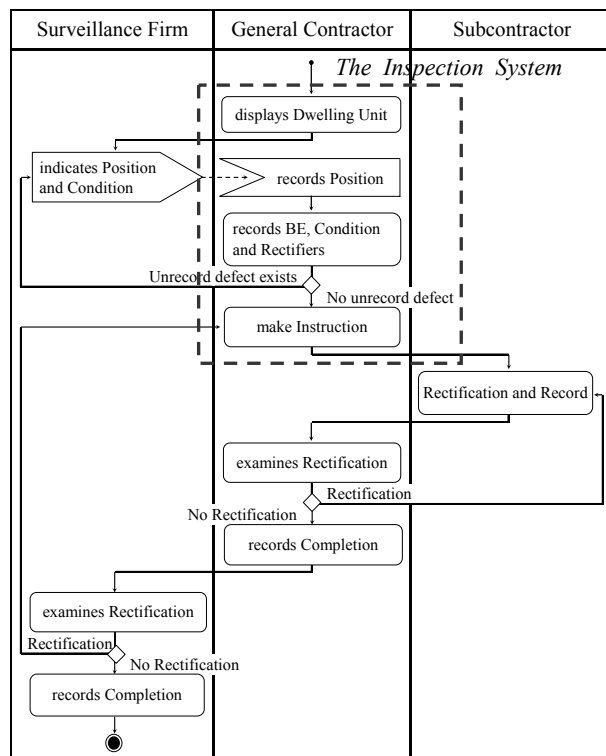 Surveillance Firm
General Contractor
Subcontractor
The Inspection System
displays Dwelling Unit
indicates Position
and Condition
records Position
records BE, Condition
and Rectifiers
Unrecord defect exists
No unrecord defect
make Instruction
Rectification and Record
examines Rectification
Rectification
No Rectification
records Completion
examines Rectification
Rectification
No Rectification
records Completion